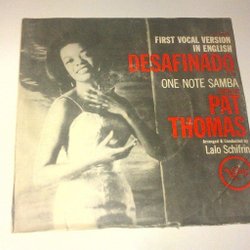 FIRST VOCAL VERSION
IN ENGLISH
DESAFINADO
ONE NOTE SAMBA
PAT
THOMAS
Arranged & Conducted by
Lalo Schifrin